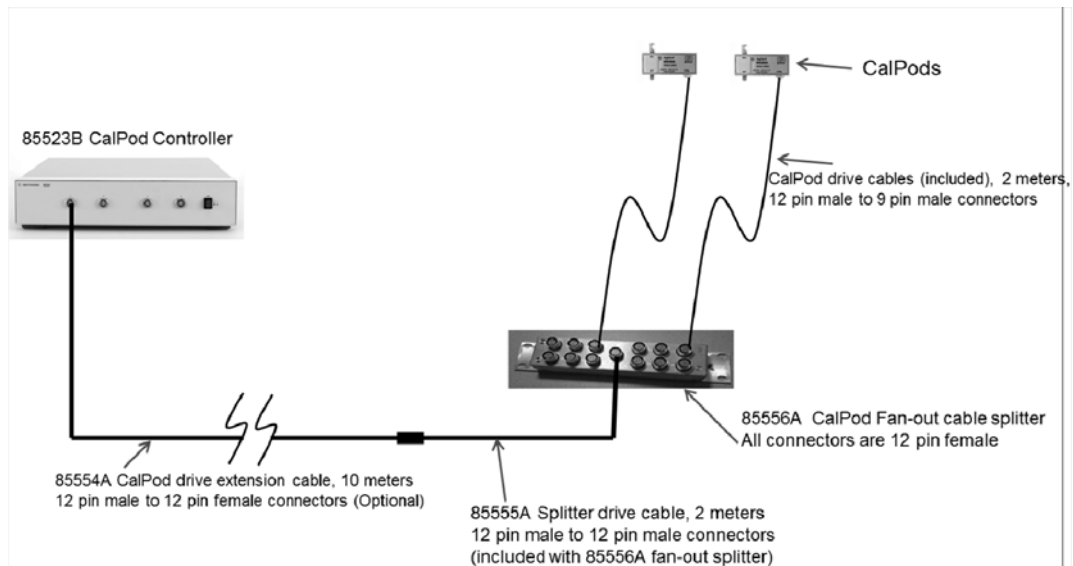 CalPods
85523B CalPod Controller
CalPod drive cables (included), 2 meters,
12 pin male to 9 pin male connectors
85556A CalPod Fan-out cable splitter
All connectors are 12 pin female
85554A CalPod drive extension cable, 10 meters
12 pin male to 12 pin female connectors (Optional)
85555A Splitter drive cable, 2 meters
12 pin male to 12 pin male connectors
(included with 85556A fan-out splitter)